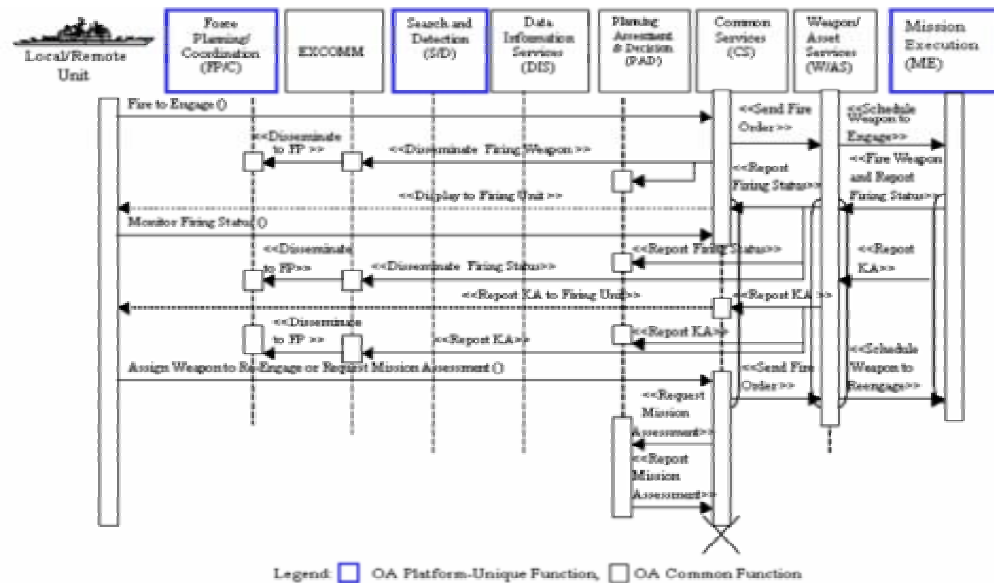 Local/Remote
Unit
Force
Planning/
Coordination
(FP/C)
EXCOMM
Search and
Detection
(S/D)
Data
Information
Services
(DIS)
Planning
Assessment
& Decision
(PAD)
Common
Services
(CS)
Weapon/
Asset
Services
(W/AS)
Mission
Execution
(ME)
Fire to Engage ()
<<Send Fire
Order >>
<<Schedule
Weapon to
Engage>>
<<Disseminate
to FP >>
<<Disseminate Firing Weapon >>
<<Fire Weapon
and Report
Firing Status>>
<<Report
Firing Status>>
<<Display to Firing Unit >>
Monitor Firing Status ()
<<Disseminate
to FP>>
<<Disseminate Firing Status>>
<<Report Firing Status>>
<<Report
KA>>
<<Report KA to Firing Unit>>
<<Report KA >>
<<Disseminate
to FP >>
<<Report KA>>
<<Report KA>>
<<Schedule
Weapon to
Reengage>>
Assign Weapon to Re-Engage or Request Mission Assessment ()
<<Send Fire
Order>>
<<Request
Mission
Assessment>>
<<Report
Mission
Assessment>>
Legend: OA Platform-Unique Function, OA Common Function